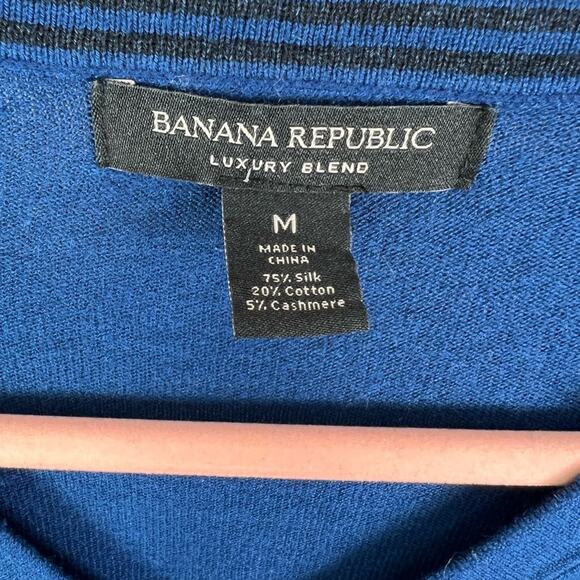 BANANA REPUBLIC
LUXURY BLEND
M
MADE IN
CHINA
75% Silk
20% Cotton
5% Cashmere